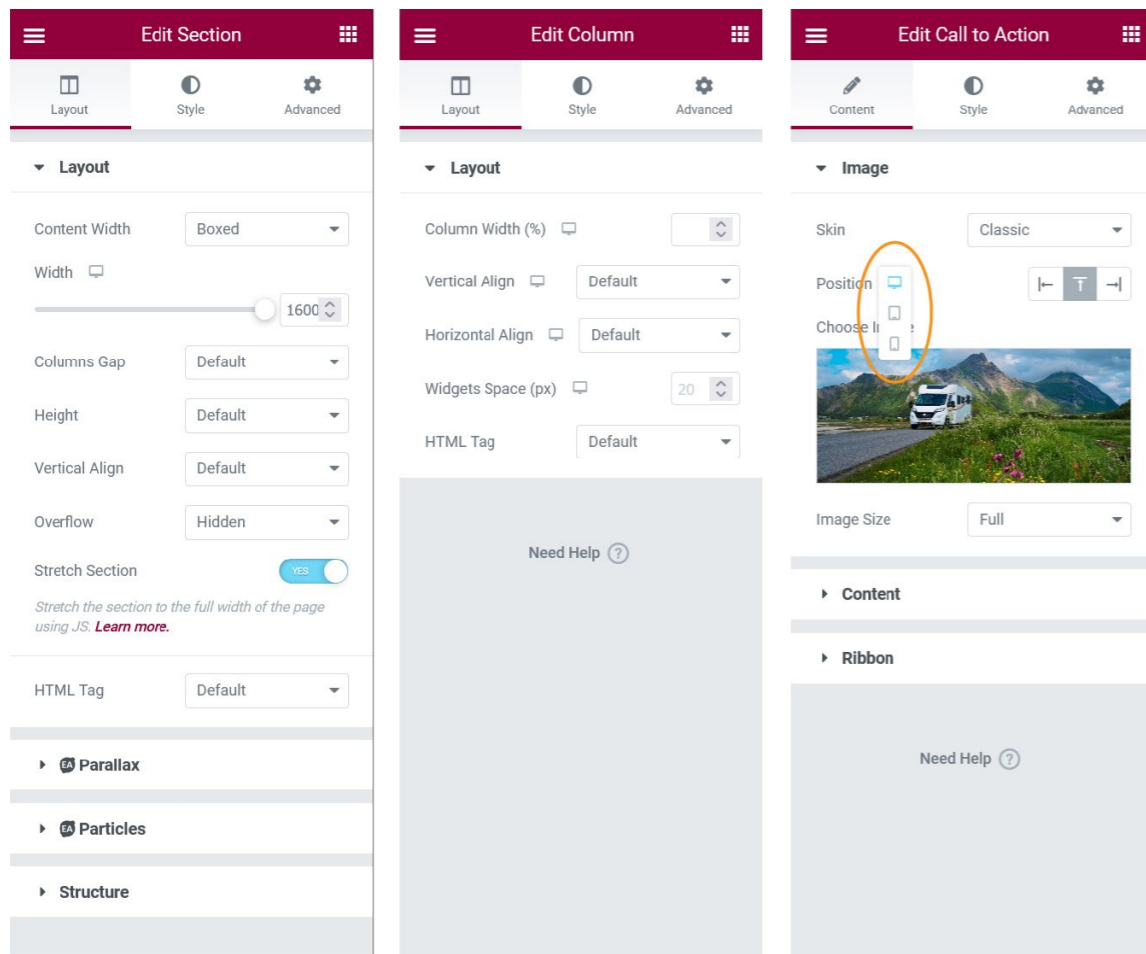 Edit Section
Layout
Style
Advanced
Layout
Content Width
Boxed
Width
1600
Columns Gap
Default
Height
Default
Vertical Align
Default
Overflow
Hidden
Stretch Section
YES
Stretch the section to the full width of the page
using JS. Learn more.
HTML Tag
Default
EA Parallax
EA Particles
Structure
Edit Column
Layout
Style
Advanced
Layout
Column Width (%)
Vertical Align
Default
Horizontal Align
Default
Widgets Space (px)
20
HTML Tag
Default
Need Help ?
Edit Call to Action
Content
Style
Advanced
Image
Skin
Classic
Position
Choose
Image Size
Full
Content
Ribbon
Need Help ?